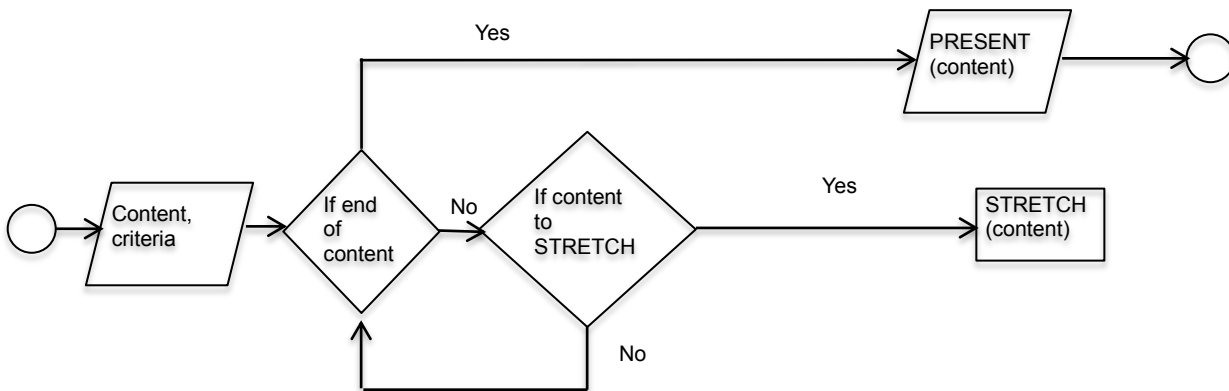 Yes
PRESENT
(content)
Content,
criteria
If end
of
content
No
If content
to
STRETCH
Yes
STRETCH
(content)
No